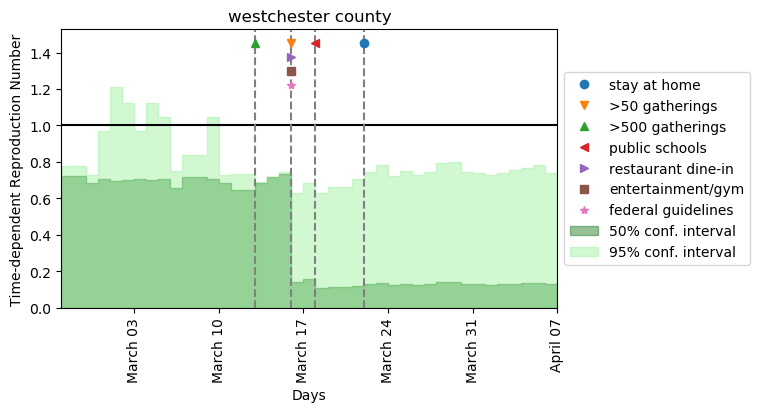 westchester county
Time-dependent Reproduction Number
1.4
1.2
1.0
0.8
0.6
0.4
0.2
0.0
March 03
March 10
March 17
March 24
March 31
April 07
Days
stay at home
>50 gatherings
>500 gatherings
public schools
restaurant dine-in
entertainment/gym
federal guidelines
50% conf. interval
95% conf. interval